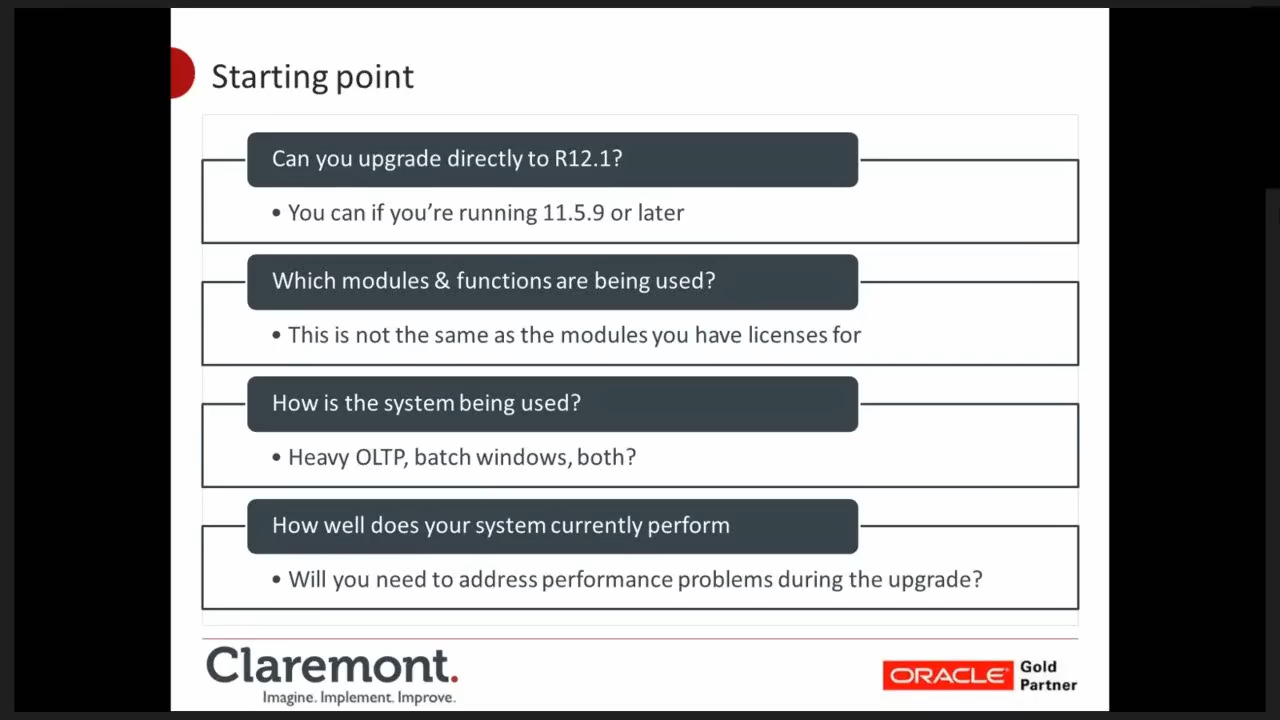 Starting point
Can you upgrade directly to R12.1?
• You can if you're running 11.5.9 or later
Which modules & functions are being used?
• This is not the same as the modules you have licenses for
How is the system being used?
• Heavy OLTP, batch windows, both?
How well does your system currently perform
• Will you need to address performance problems during the upgrade?
Claremont.
Imagine. Implement. Improve.
ORACLE
Gold
Partner